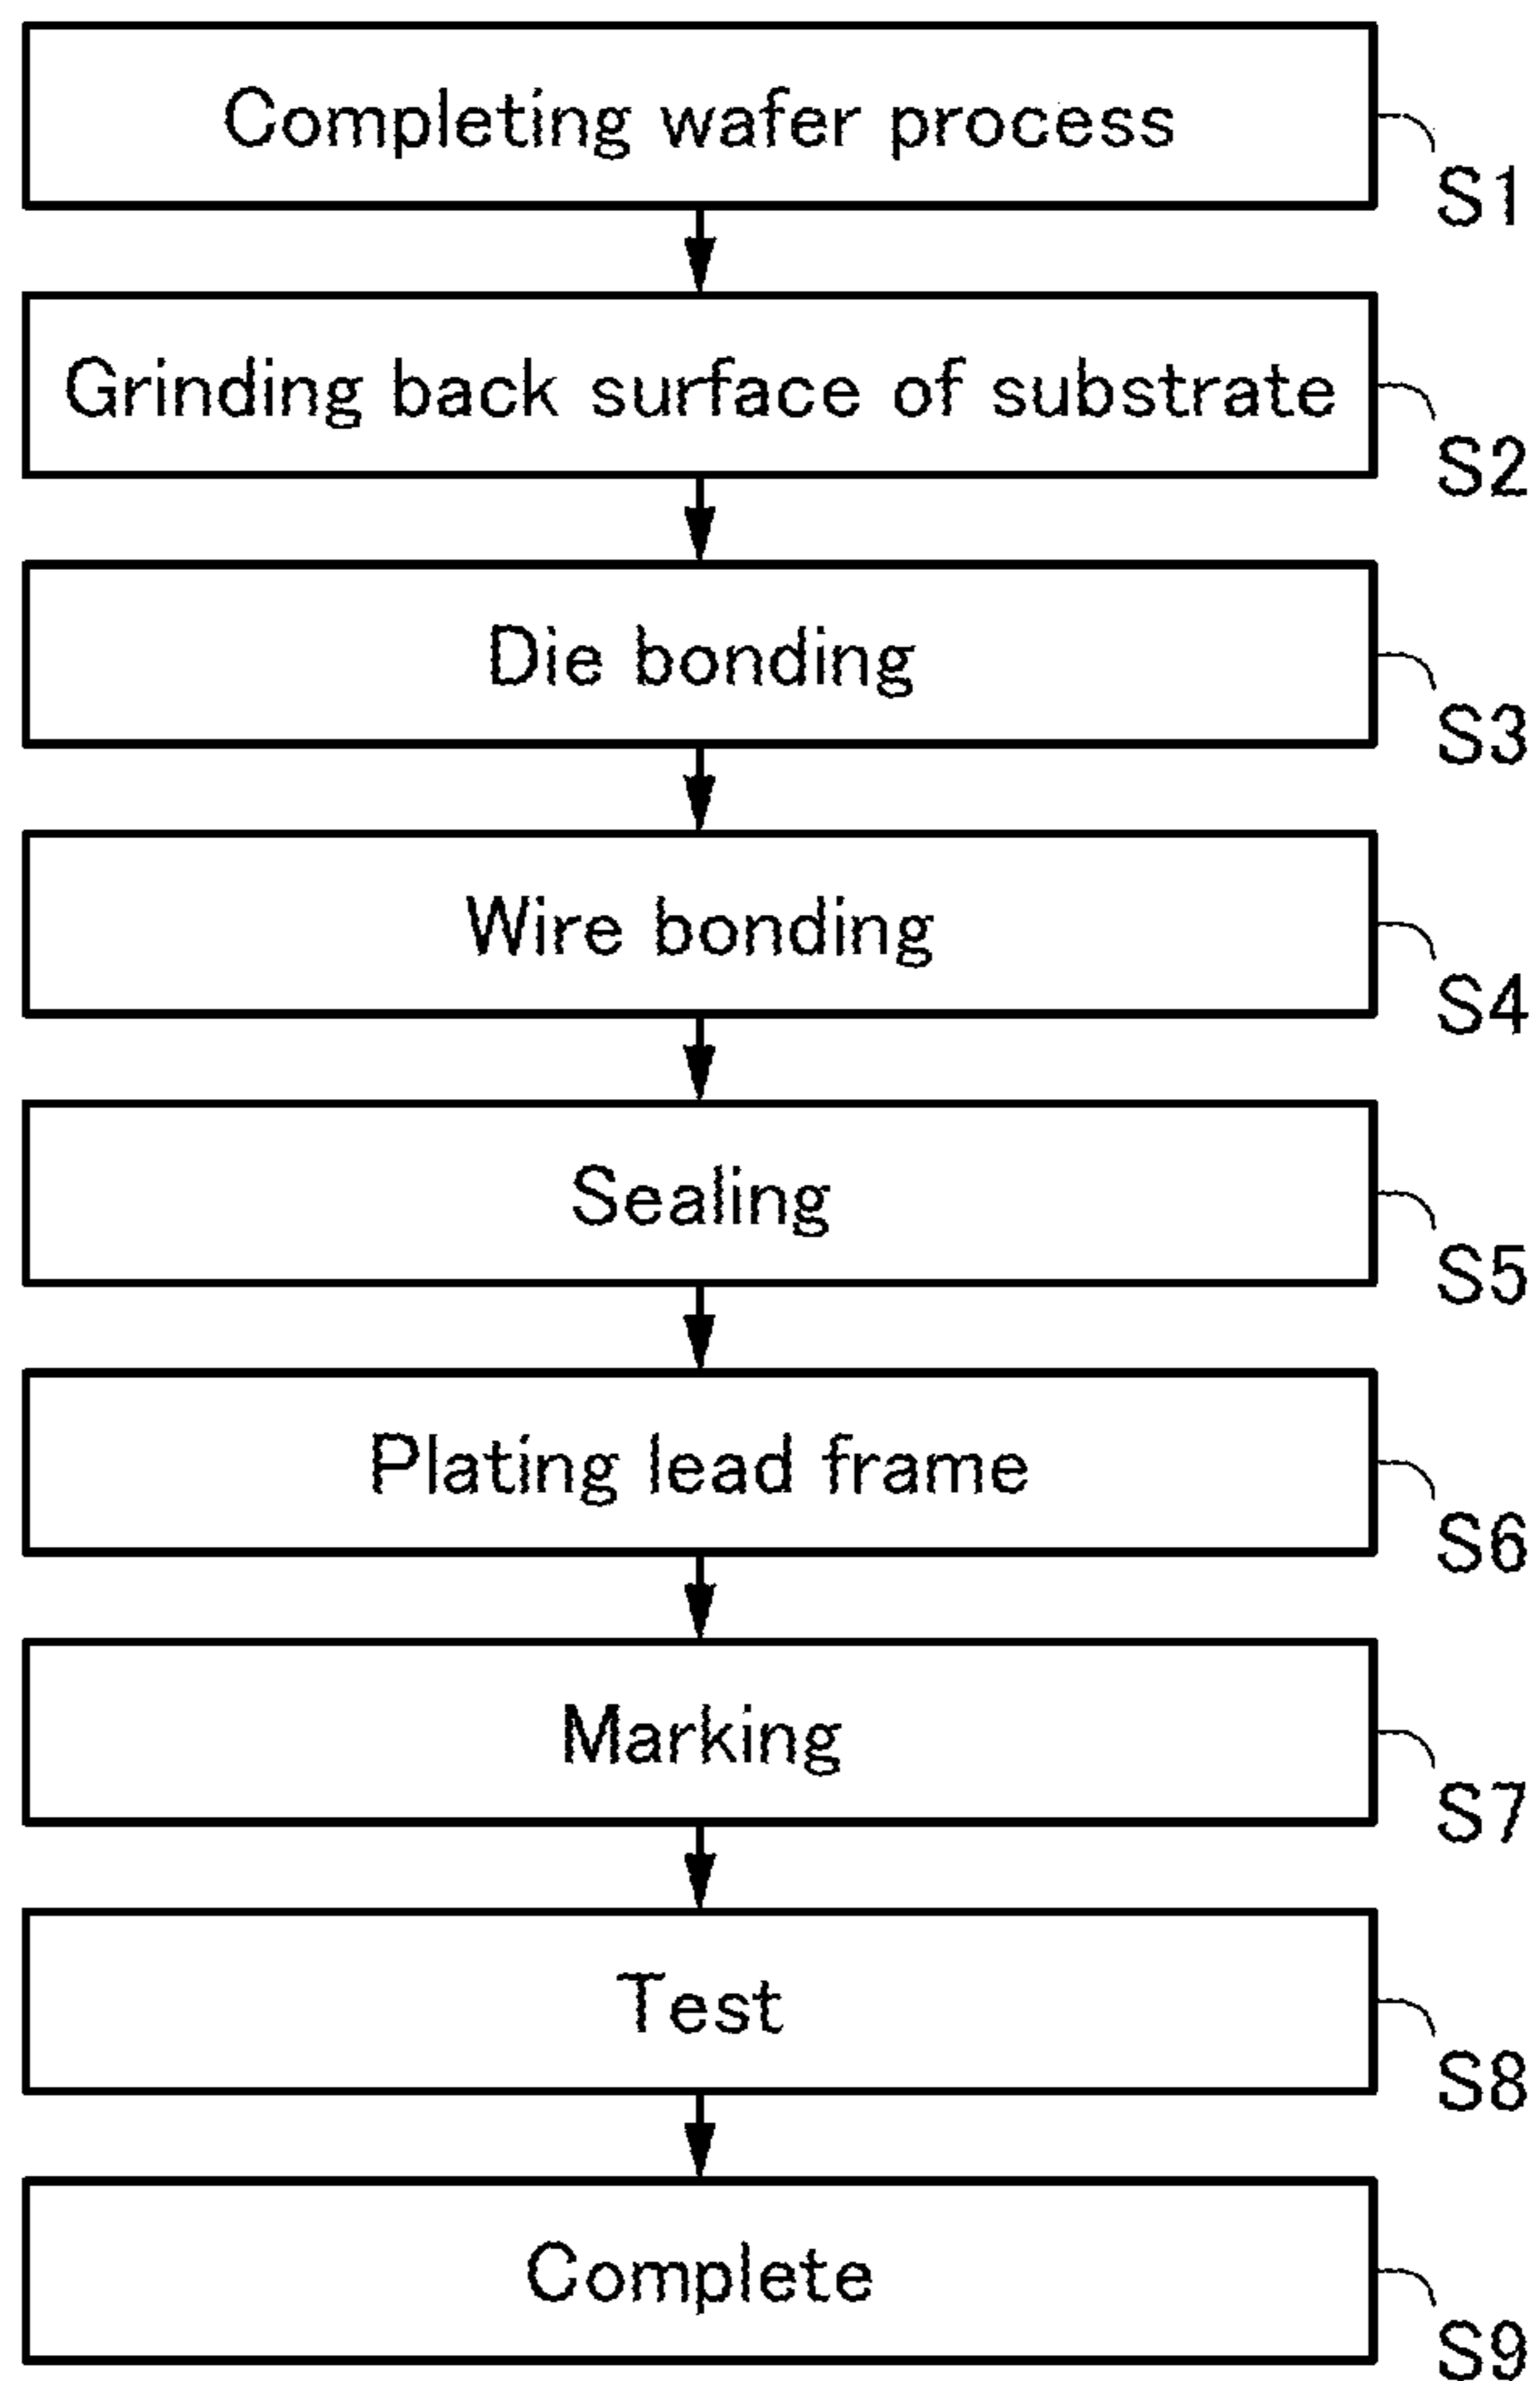 Completing wafer process
S1
Grinding back surface of substrate
S2
Die bonding
S3
Wire bonding
S4
Sealing
S5
Plating lead frame
S6
Marking
S7
Test
S8
Complete
S9